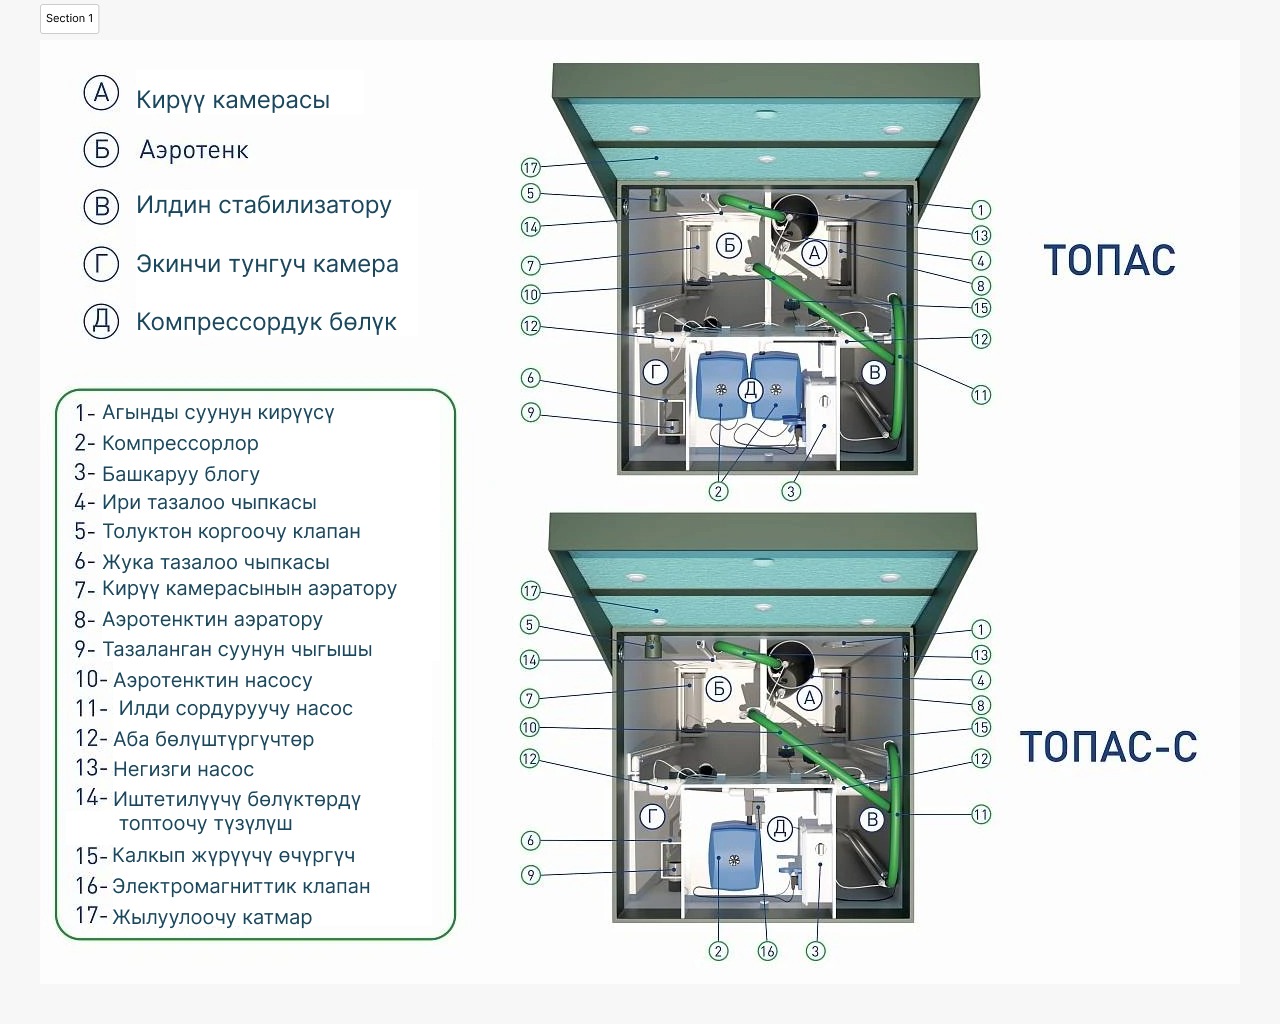 Section 1
А Кирүү камерасы
Б Аэротенк
В Илдин стабилизатору
Г Экинчи тунгуч камера
Д Компрессордук бөлүк
1- Агынды суунун кирүүсү
2- Компрессорлор
3- Башкаруу блогу
4- Ири тазалоо чыпкасы
5- Толуктон коргоочу клапан
6- Жука тазалоо чыпкасы
7- Кирүү камерасынын аэратору
8- Аэротенктин аэратору
9- Тазаланган суунун чыгышы
10- Аэротенктин насосу
11- Илди сордуруучу насос
12- Аба бөлүштүргүчтөр
13- Негизги насос
14- Иштетилүүчү бөлүктөрдү
топтоочу түзүлүш
15- Калкып жүрүүчү өчүргүч
16- Электромагниттик клапан
17- Жылуулоочу катмар
17
5
14
7
10
12
6
9
Б
А
Г
Д
В
1
13
4
8
15
12
11
2
3
ТОПАС
17
5
14
7
10
12
6
9
Б
А
Г
Д
В
1
13
4
8
15
12
11
2
16
3
ТОПАС-С